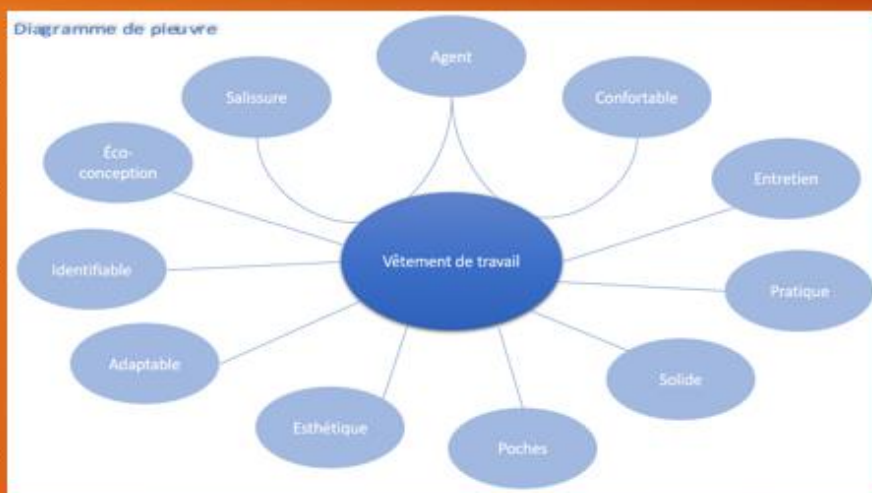 Diagramme de pieuvre
Agent
Salissure
Confortable
Éco-
conception
Entretien
Identifiable
Vêtement de travail
Pratique
Adaptable
Solide
Esthétique
Poches